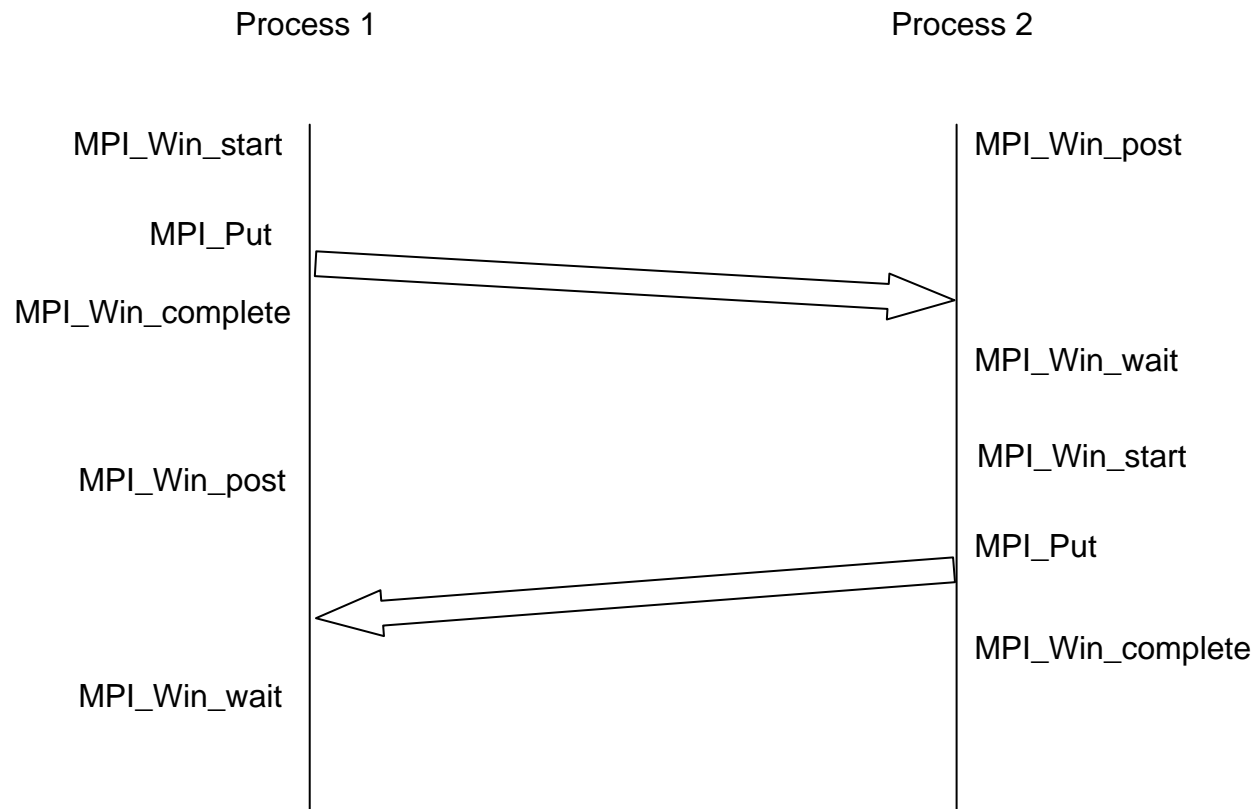 Process 1
Process 2
MPI_Win_start
MPI_Win_post
MPI_Put
MPI_Win_complete
MPI_Win_wait
MPI_Win_start
MPI_Win_post
MPI_Put
MPI_Win_complete
MPI_Win_wait